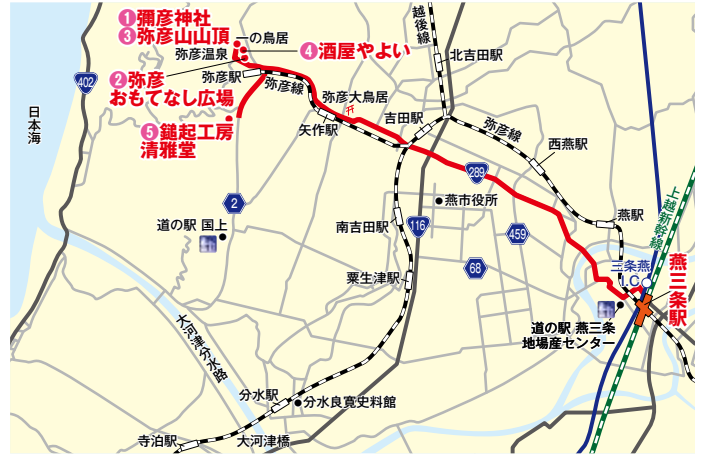 ❶彌彦神社
❸弥彦山山頂
一の鳥居
弥彦温泉
❹酒屋やよい
越後線
北吉田駅
402
❷弥彦
おもてなし広場
弥彦駅
弥彦線
弥彦大鳥居
吉田駅
矢作駅
弥彦線
日本海
❺鎚起工房
清雅堂
西燕駅
289
2
燕市役所
上越新幹線
道の駅 国上
南吉田駅
116
459
燕駅
68
三条燕
I.C
燕三条駅
粟生津駅
道の駅 燕三条
地場産センター
大河津分水路
分水駅
分水良寛史料館
寺泊駅
大河津橋